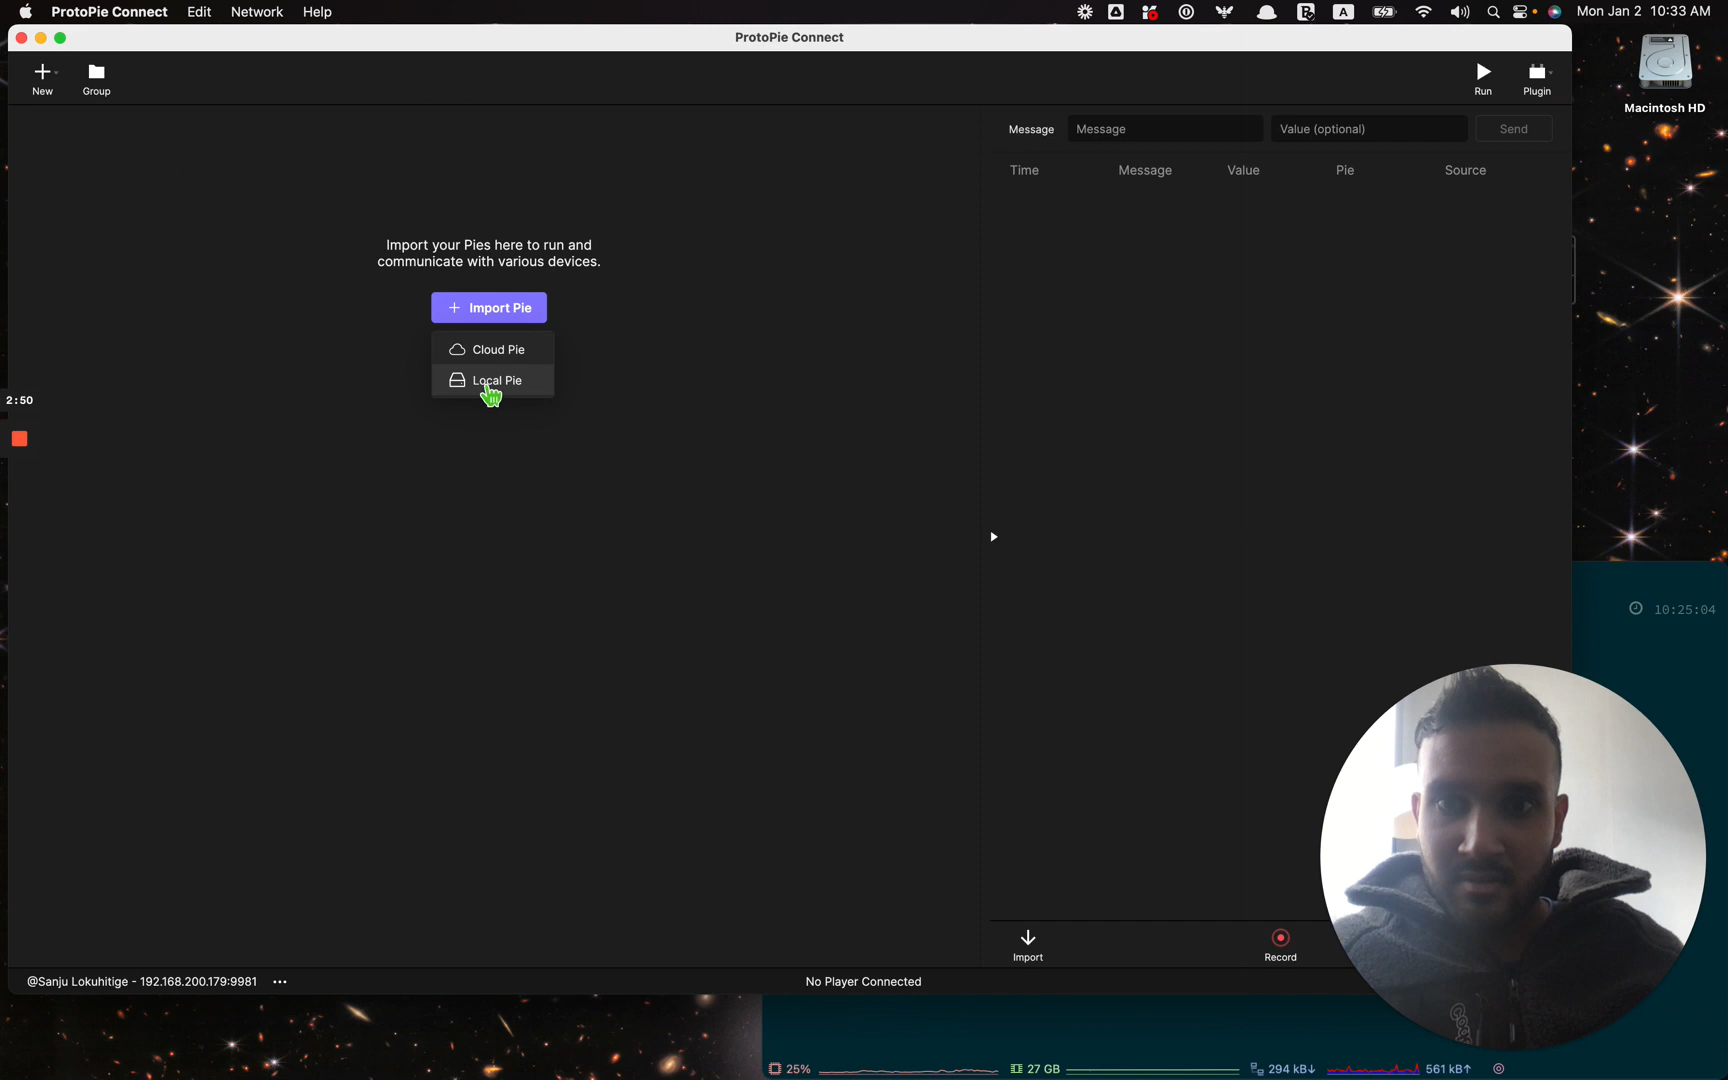 ProtoPie Connect Edit Network Help
A
Mon Jan 2 10:33 AM
ProtoPie Connect
New
Group
Run
Plugin
Macintosh HD
Message
Message
Value (optional)
Send
Time
Message
Value
Pie
Source
Import your Pies here to run and
communicate with various devices.
+ Import Pie
Cloud Pie
Local Pie
2:50
10:25:04
Import
Record
@Sanju Lokuhitige - 192.168.200.179:9981 •••
No Player Connected
25%
27 GB
294 kB↓
561 kB↑